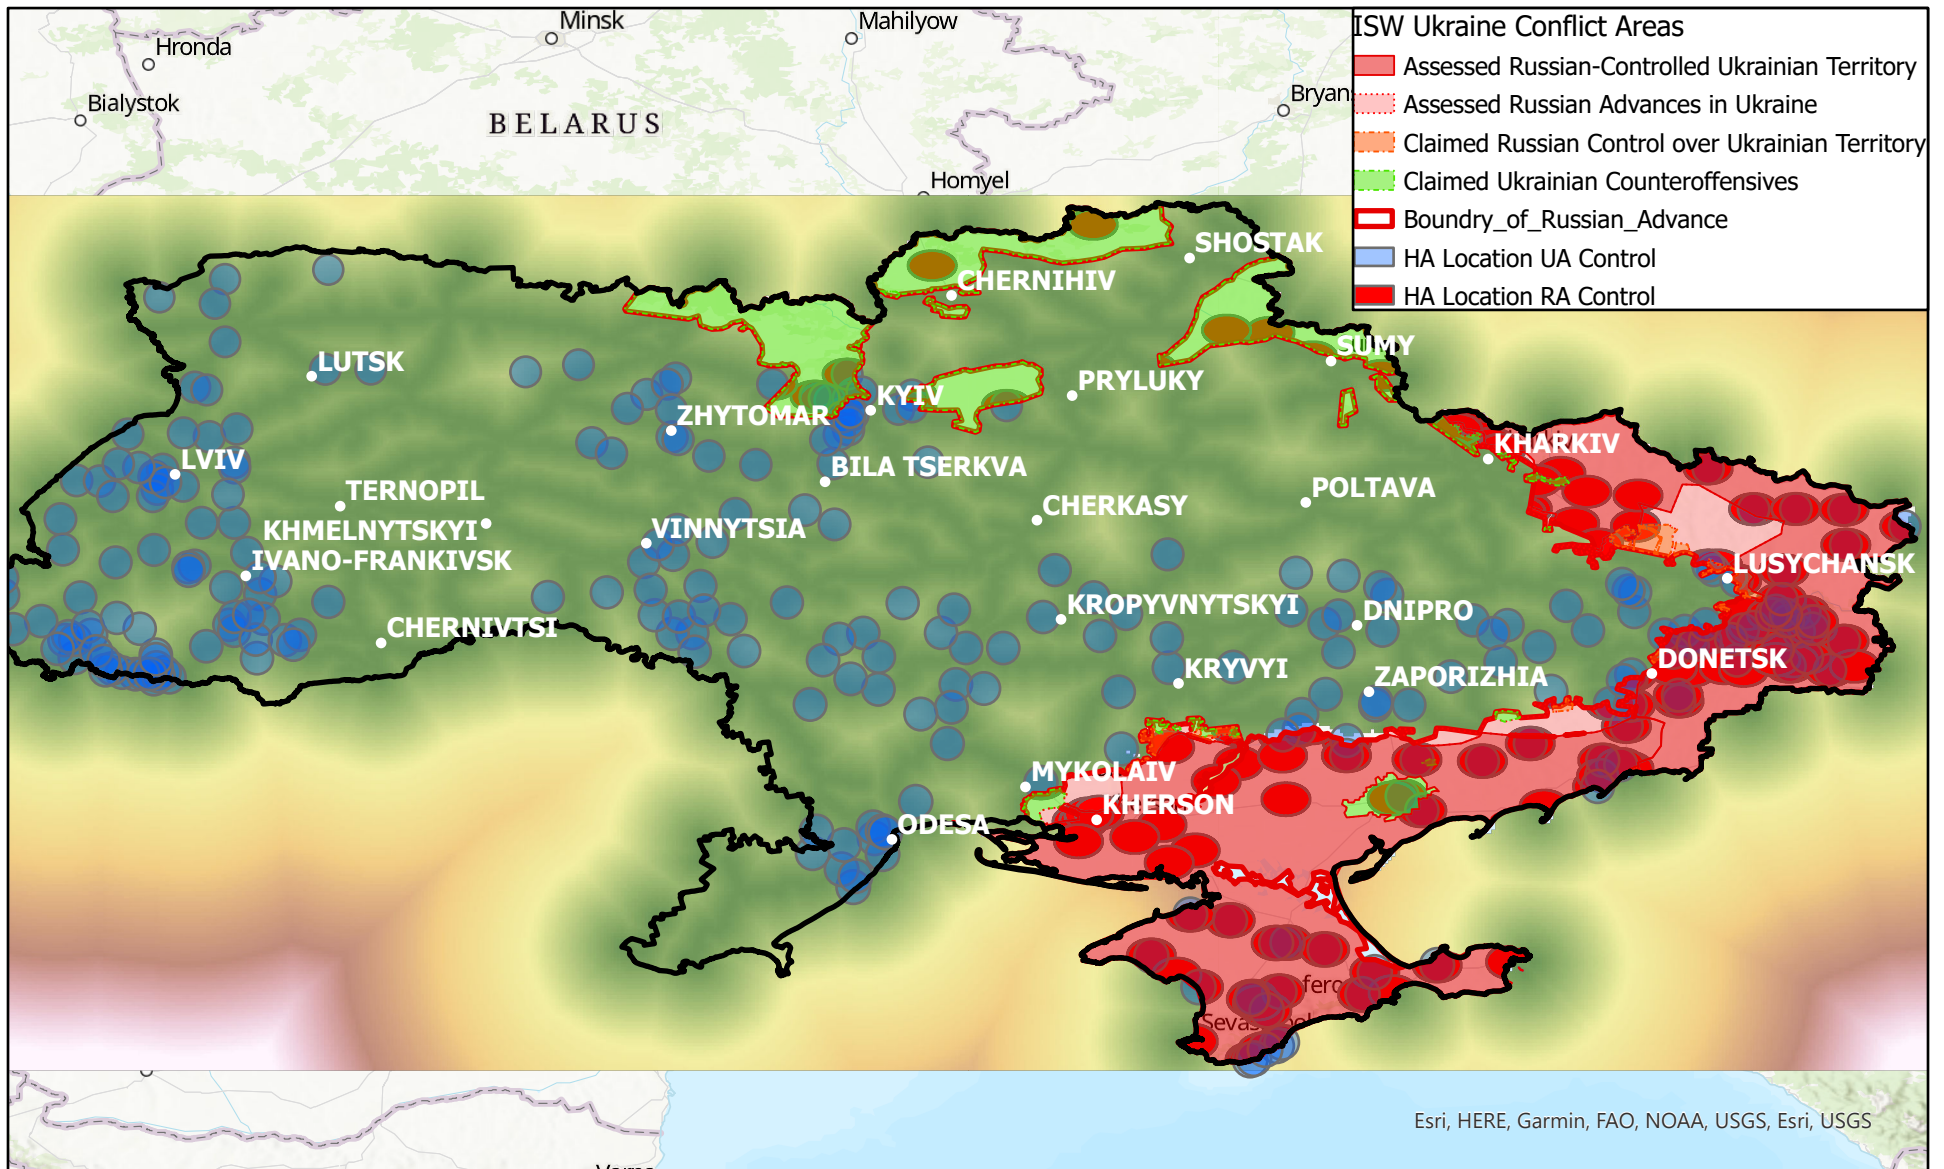 Minsk
Mahilyow
Hronda
Bialystok
BELARUS
Homyel
ISW Ukraine Conflict Areas
Assessed Russian-Controlled Ukrainian Territory
Assessed Russian Advances in Ukraine
Claimed Russian Control over Ukrainian Territory
Claimed Ukrainian Counteroffensives
Boundry_of_Russian_Advance
HA Location UA Control
HA Location RA Control
SHOSTAK
CHERNIHIV
SUMY
LUTSK
PRYLUKY
KYIV
ZHYTOMAR
KHARKIV
LVIV
BILA TSERKVA
TERNOPIL
POLTAVA
CHERKASY
KHMELNYTSKYI
VINNYTSIA
IVANO-FRANKIVSK
LUSYCHANSK
KROPYVNYTSKYI
DNIPRO
CHERNIVTSI
DONETSK
KRYVYI
ZAPORIZHIA
MYKOLAIV
KHERSON
ODESA
Esri, HERE, Garmin, FAO, NOAA, USGS, Esri, USGS